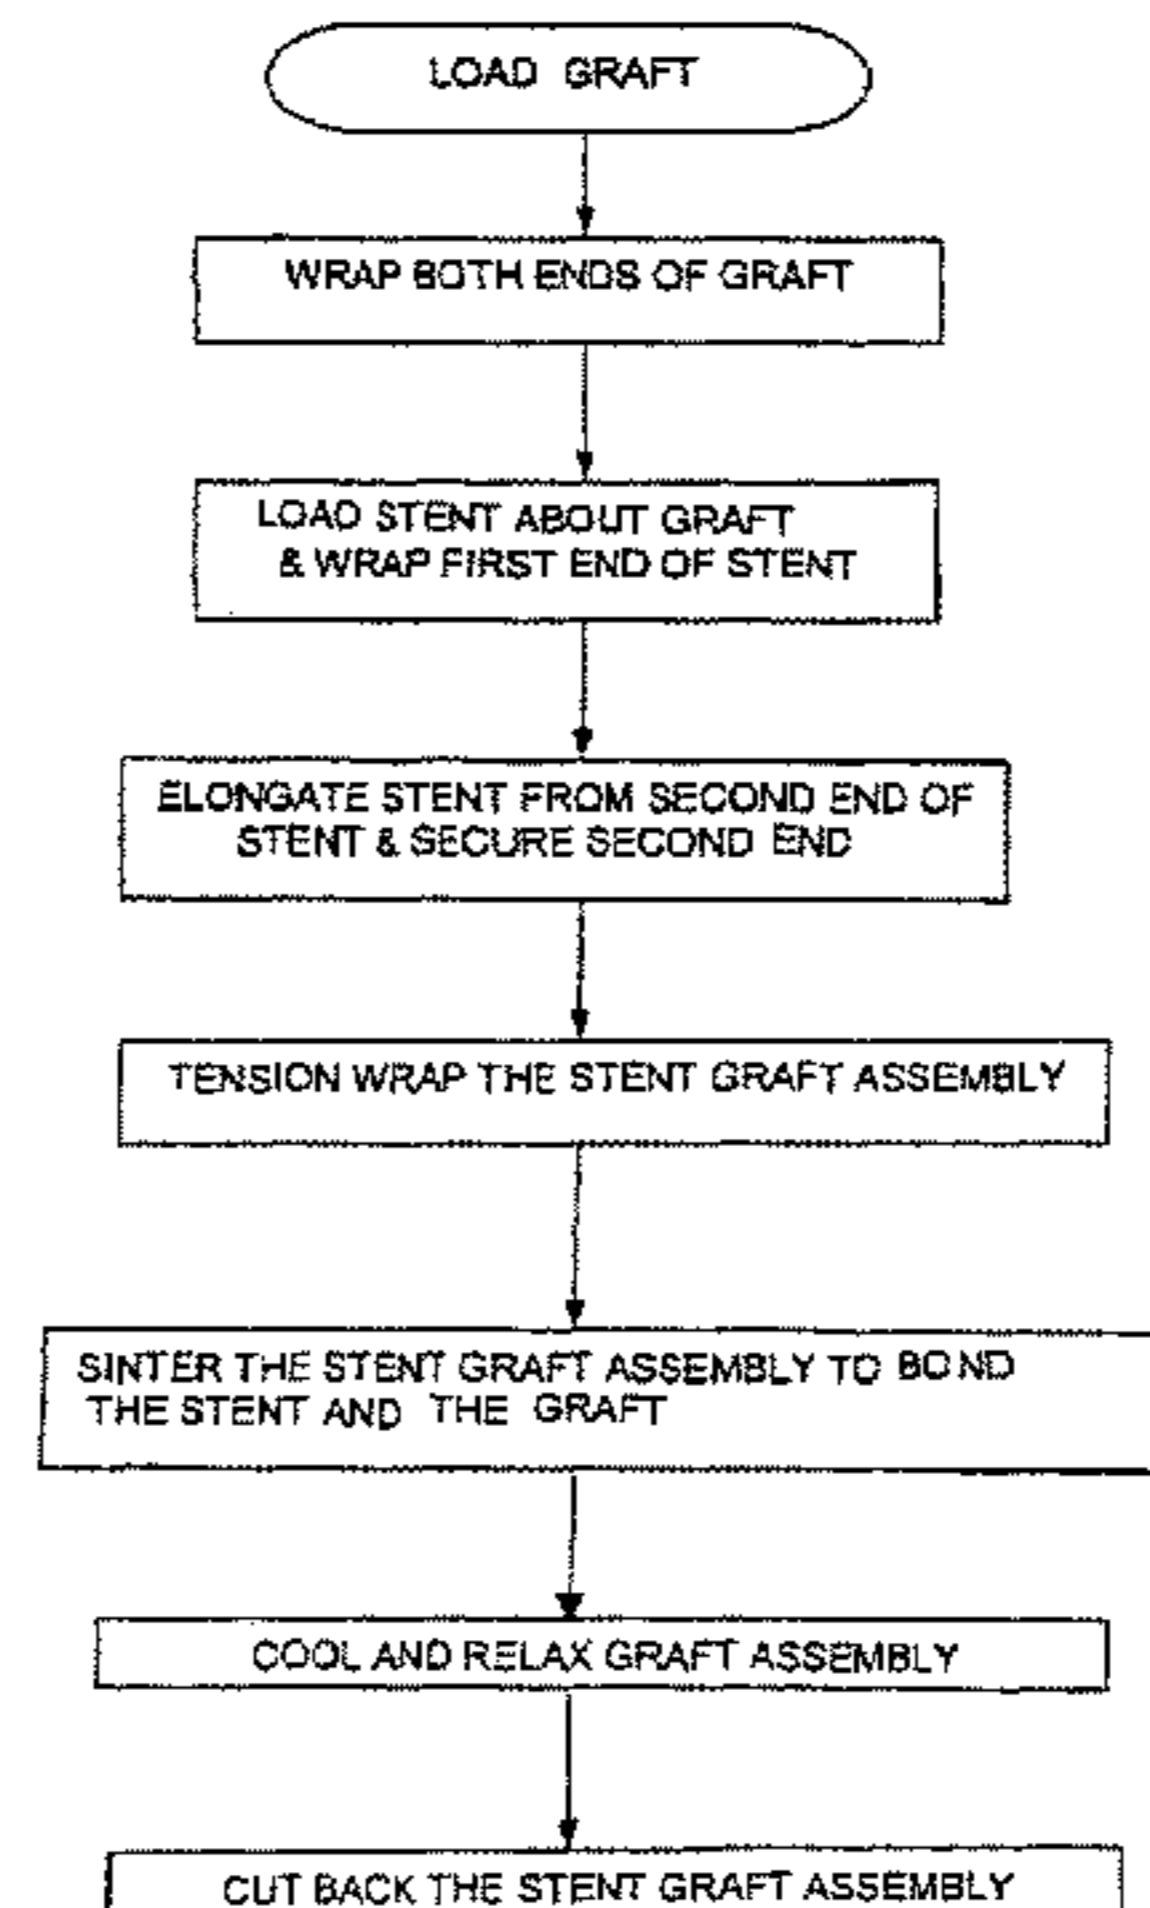 LOAD GRAFT
WRAP BOTH ENDS OF GRAFT
LOAD STENT ABOUT GRAFT
& WRAP FIRST END OF STENT
ELONGATE STENT FROM SECOND END OF
STENT & SECURE SECOND END
TENSION WRAP THE STENT GRAFT ASSEMBLY
SINTER THE STENT GRAFT ASSEMBLY TO BOND
THE STENT AND THE GRAFT
COOL AND RELAX GRAFT ASSEMBLY
CUT BACK THE STENT GRAFT ASSEMBLY